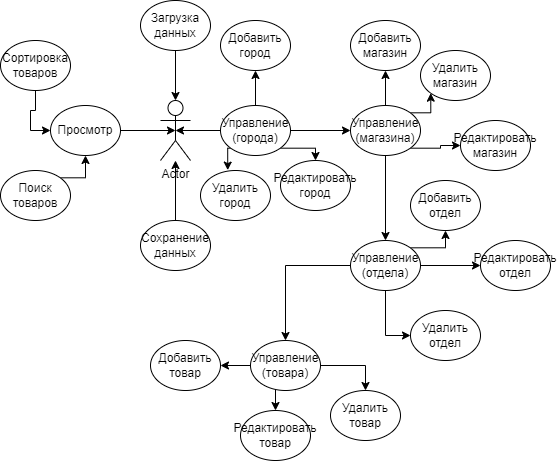 Загрузка
данных
Добавить
город
Добавить
магазин
Удалить
магазин
Сортировка
товаров
Просмотр
Управление
(города)
Управление
(магазина)
Редактировать
магазин
Actor
Поиск
товаров
Удалить
город
Редактировать
город
Добавить
отдел
Сохранение
данных
Управление
(отдела)
Редактировать
отдел
Удалить
отдел
Добавить
товар
Управление
(товара)
Удалить
товар
Редактировать
товар